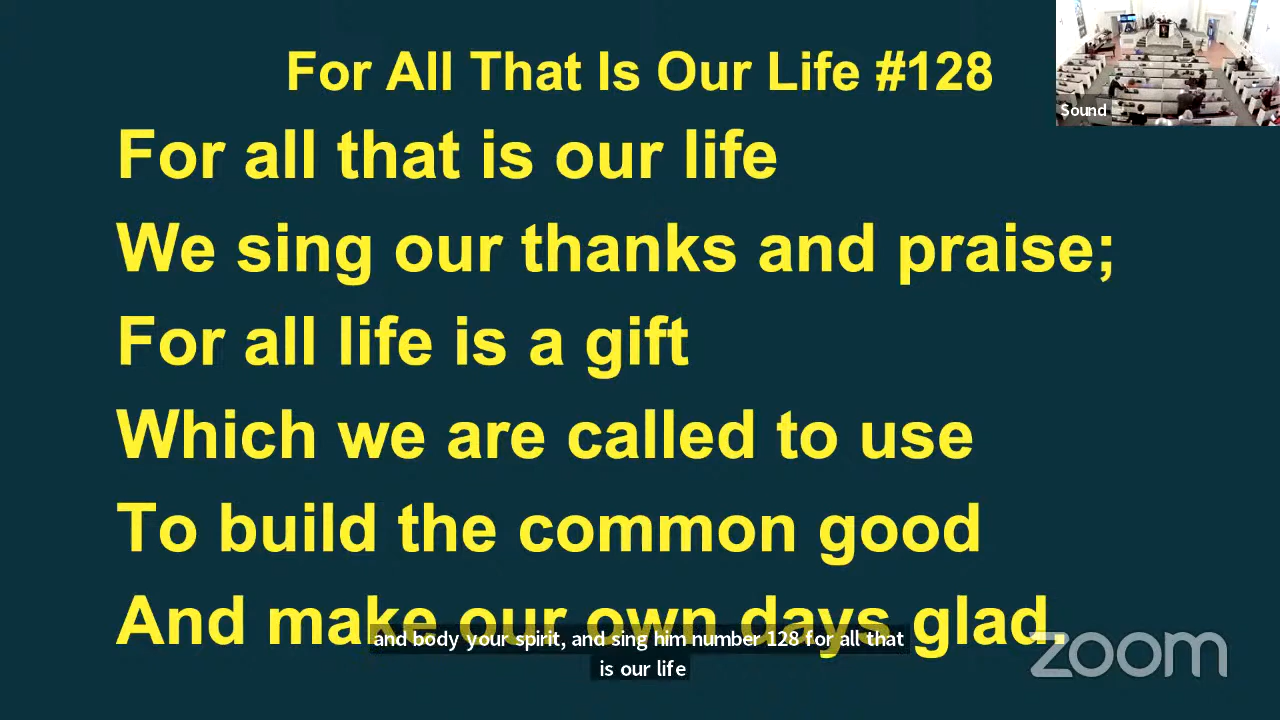 For All That Is Our Life #128
Sound
For all that is our life
We sing our thanks and praise;
For all life is a gift
Which we are called to use
To build the common good
And make our own days glad.
and body your spirit, and sing him number 128 for all that
is our life
zoom